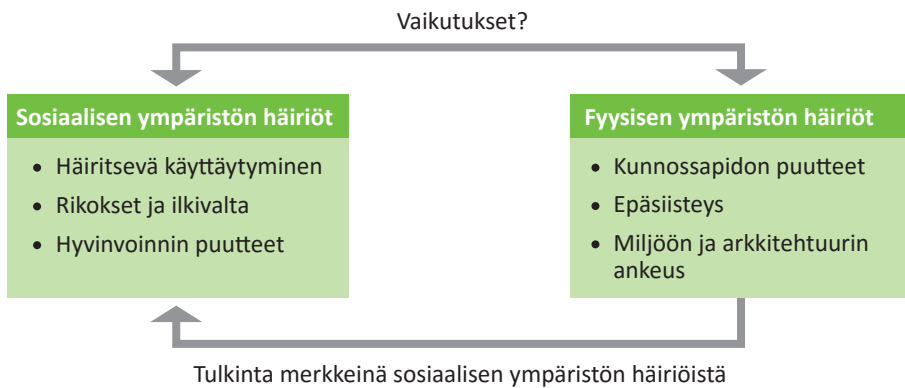 Vaikutukset?
Sosiaalisen ympäristön häiriöt
• Häiritsevä käyttäytyminen
• Rikokset ja ilkivalta
• Hyvinvoinnin puutteet
Fyysisen ympäristön häiriöt
• Kunnossapidon puutteet
• Epäsiisteys
• Miljöön ja arkkitehtuurin
ankeus
Tulkinta merkkeinä sosiaalisen ympäristön häiriöistä